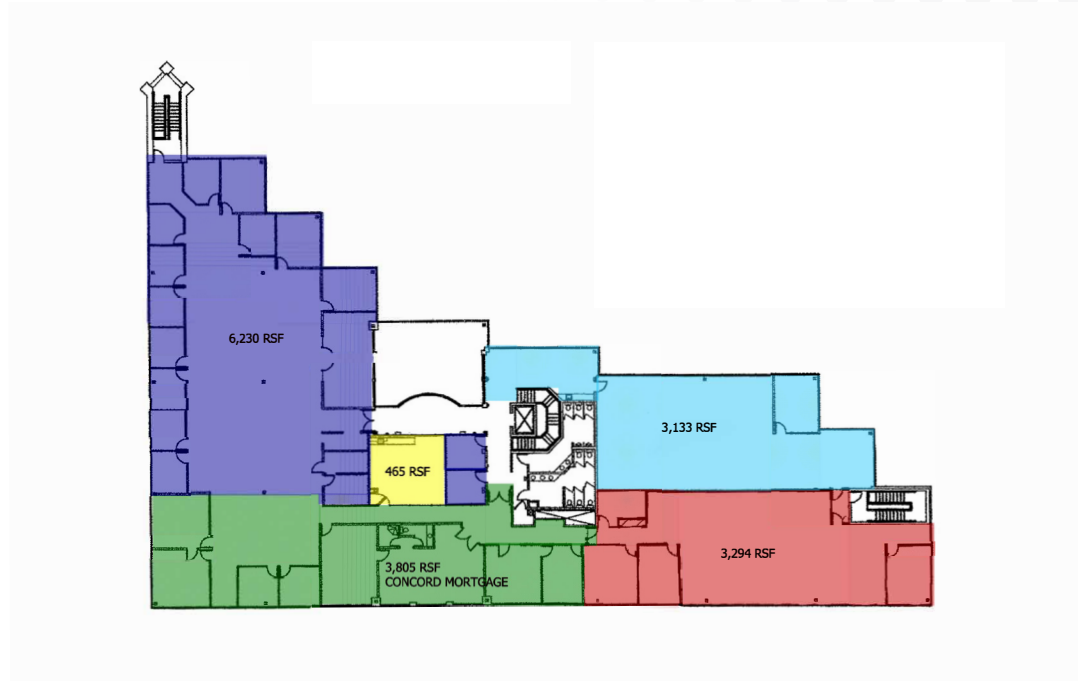 6,230 RSF
3,133 RSF
465 RSF
3,294 RSF
3,805 RSF
CONCORD MORTGAGE